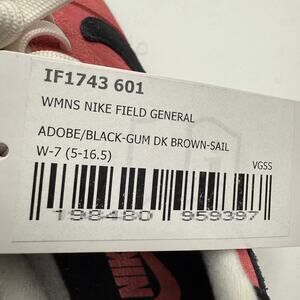 IF1743 601
WMNS NIKE FIELD GENERAL
ADOBE/BLACK-GUM DK BROWN-SAIL
W-7 (5-16.5)
VGSS
198480 959397
NIKE